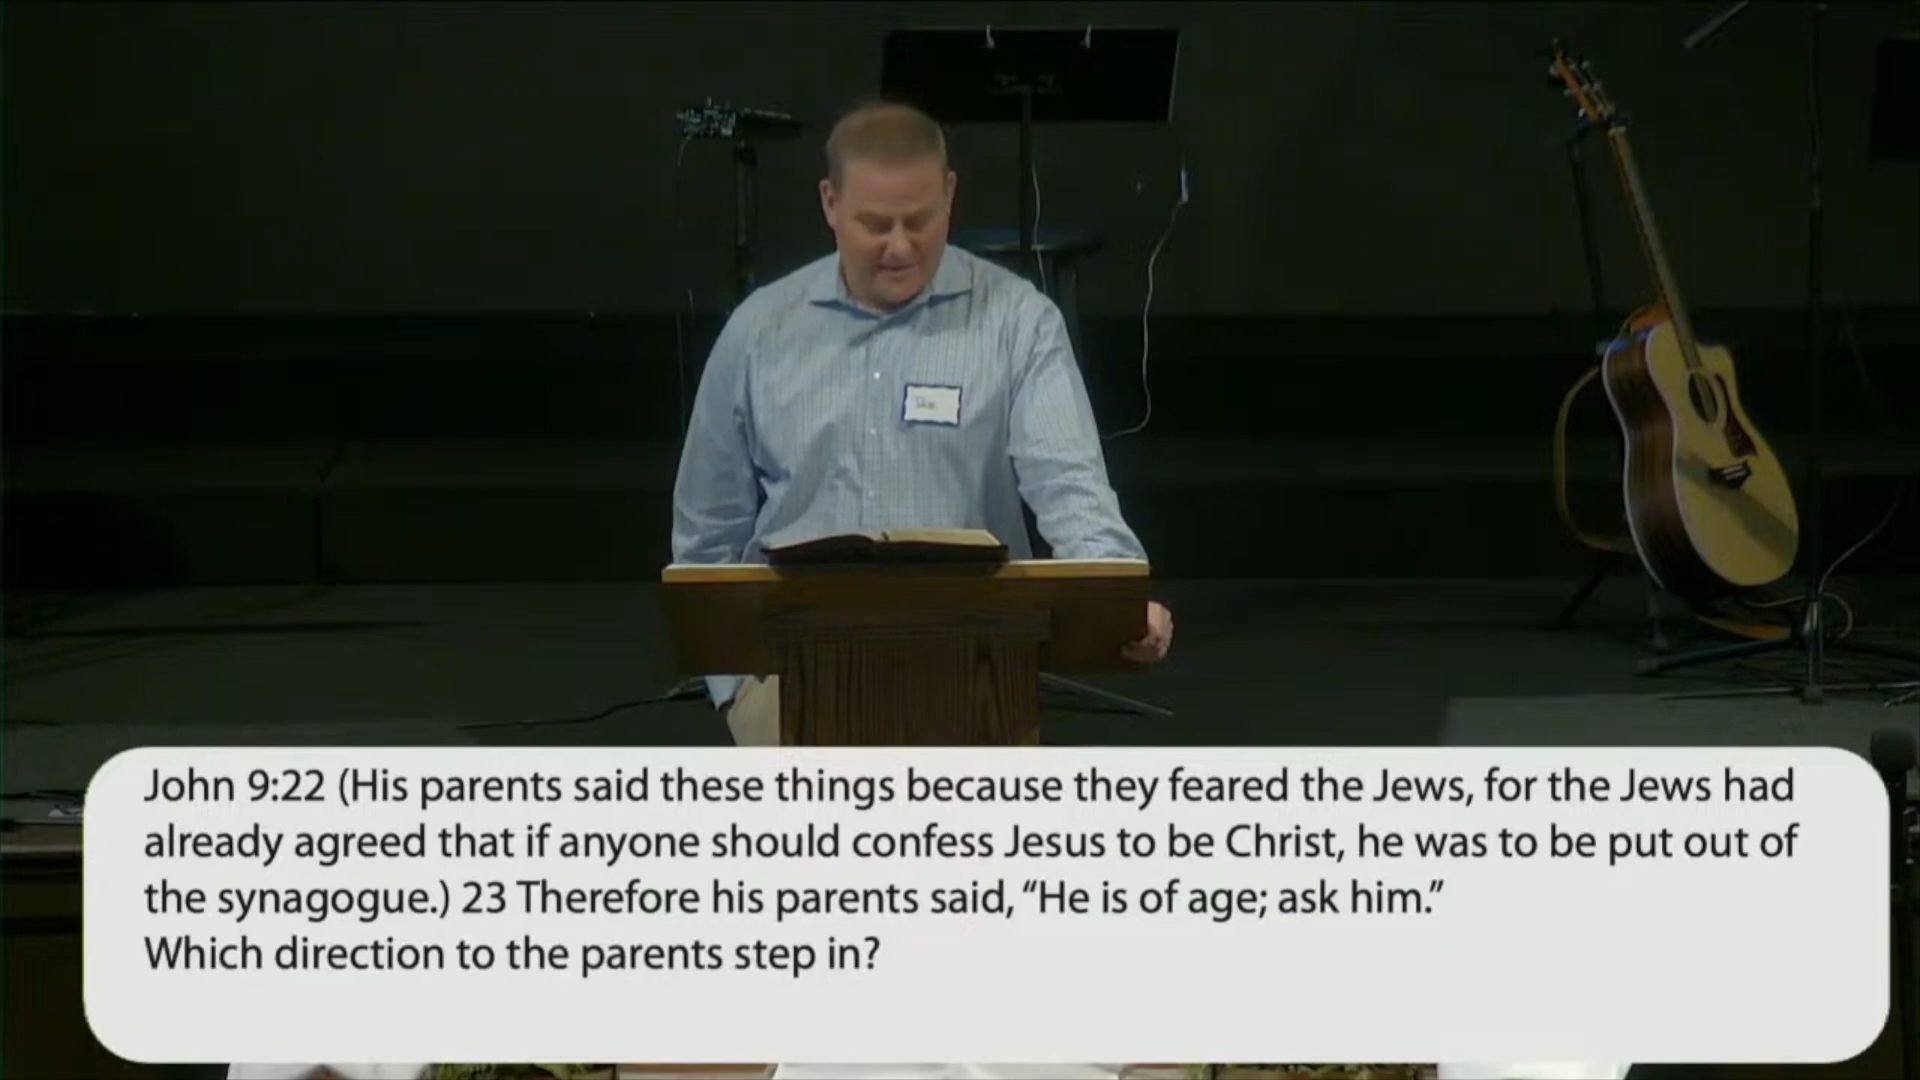 John 9:22 (His parents said these things because they feared the Jews, for the Jews had
already agreed that if anyone should confess Jesus to be Christ, he was to be put out of
the synagogue.) 23 Therefore his parents said, “He is of age; ask him.”
Which direction to the parents step in?